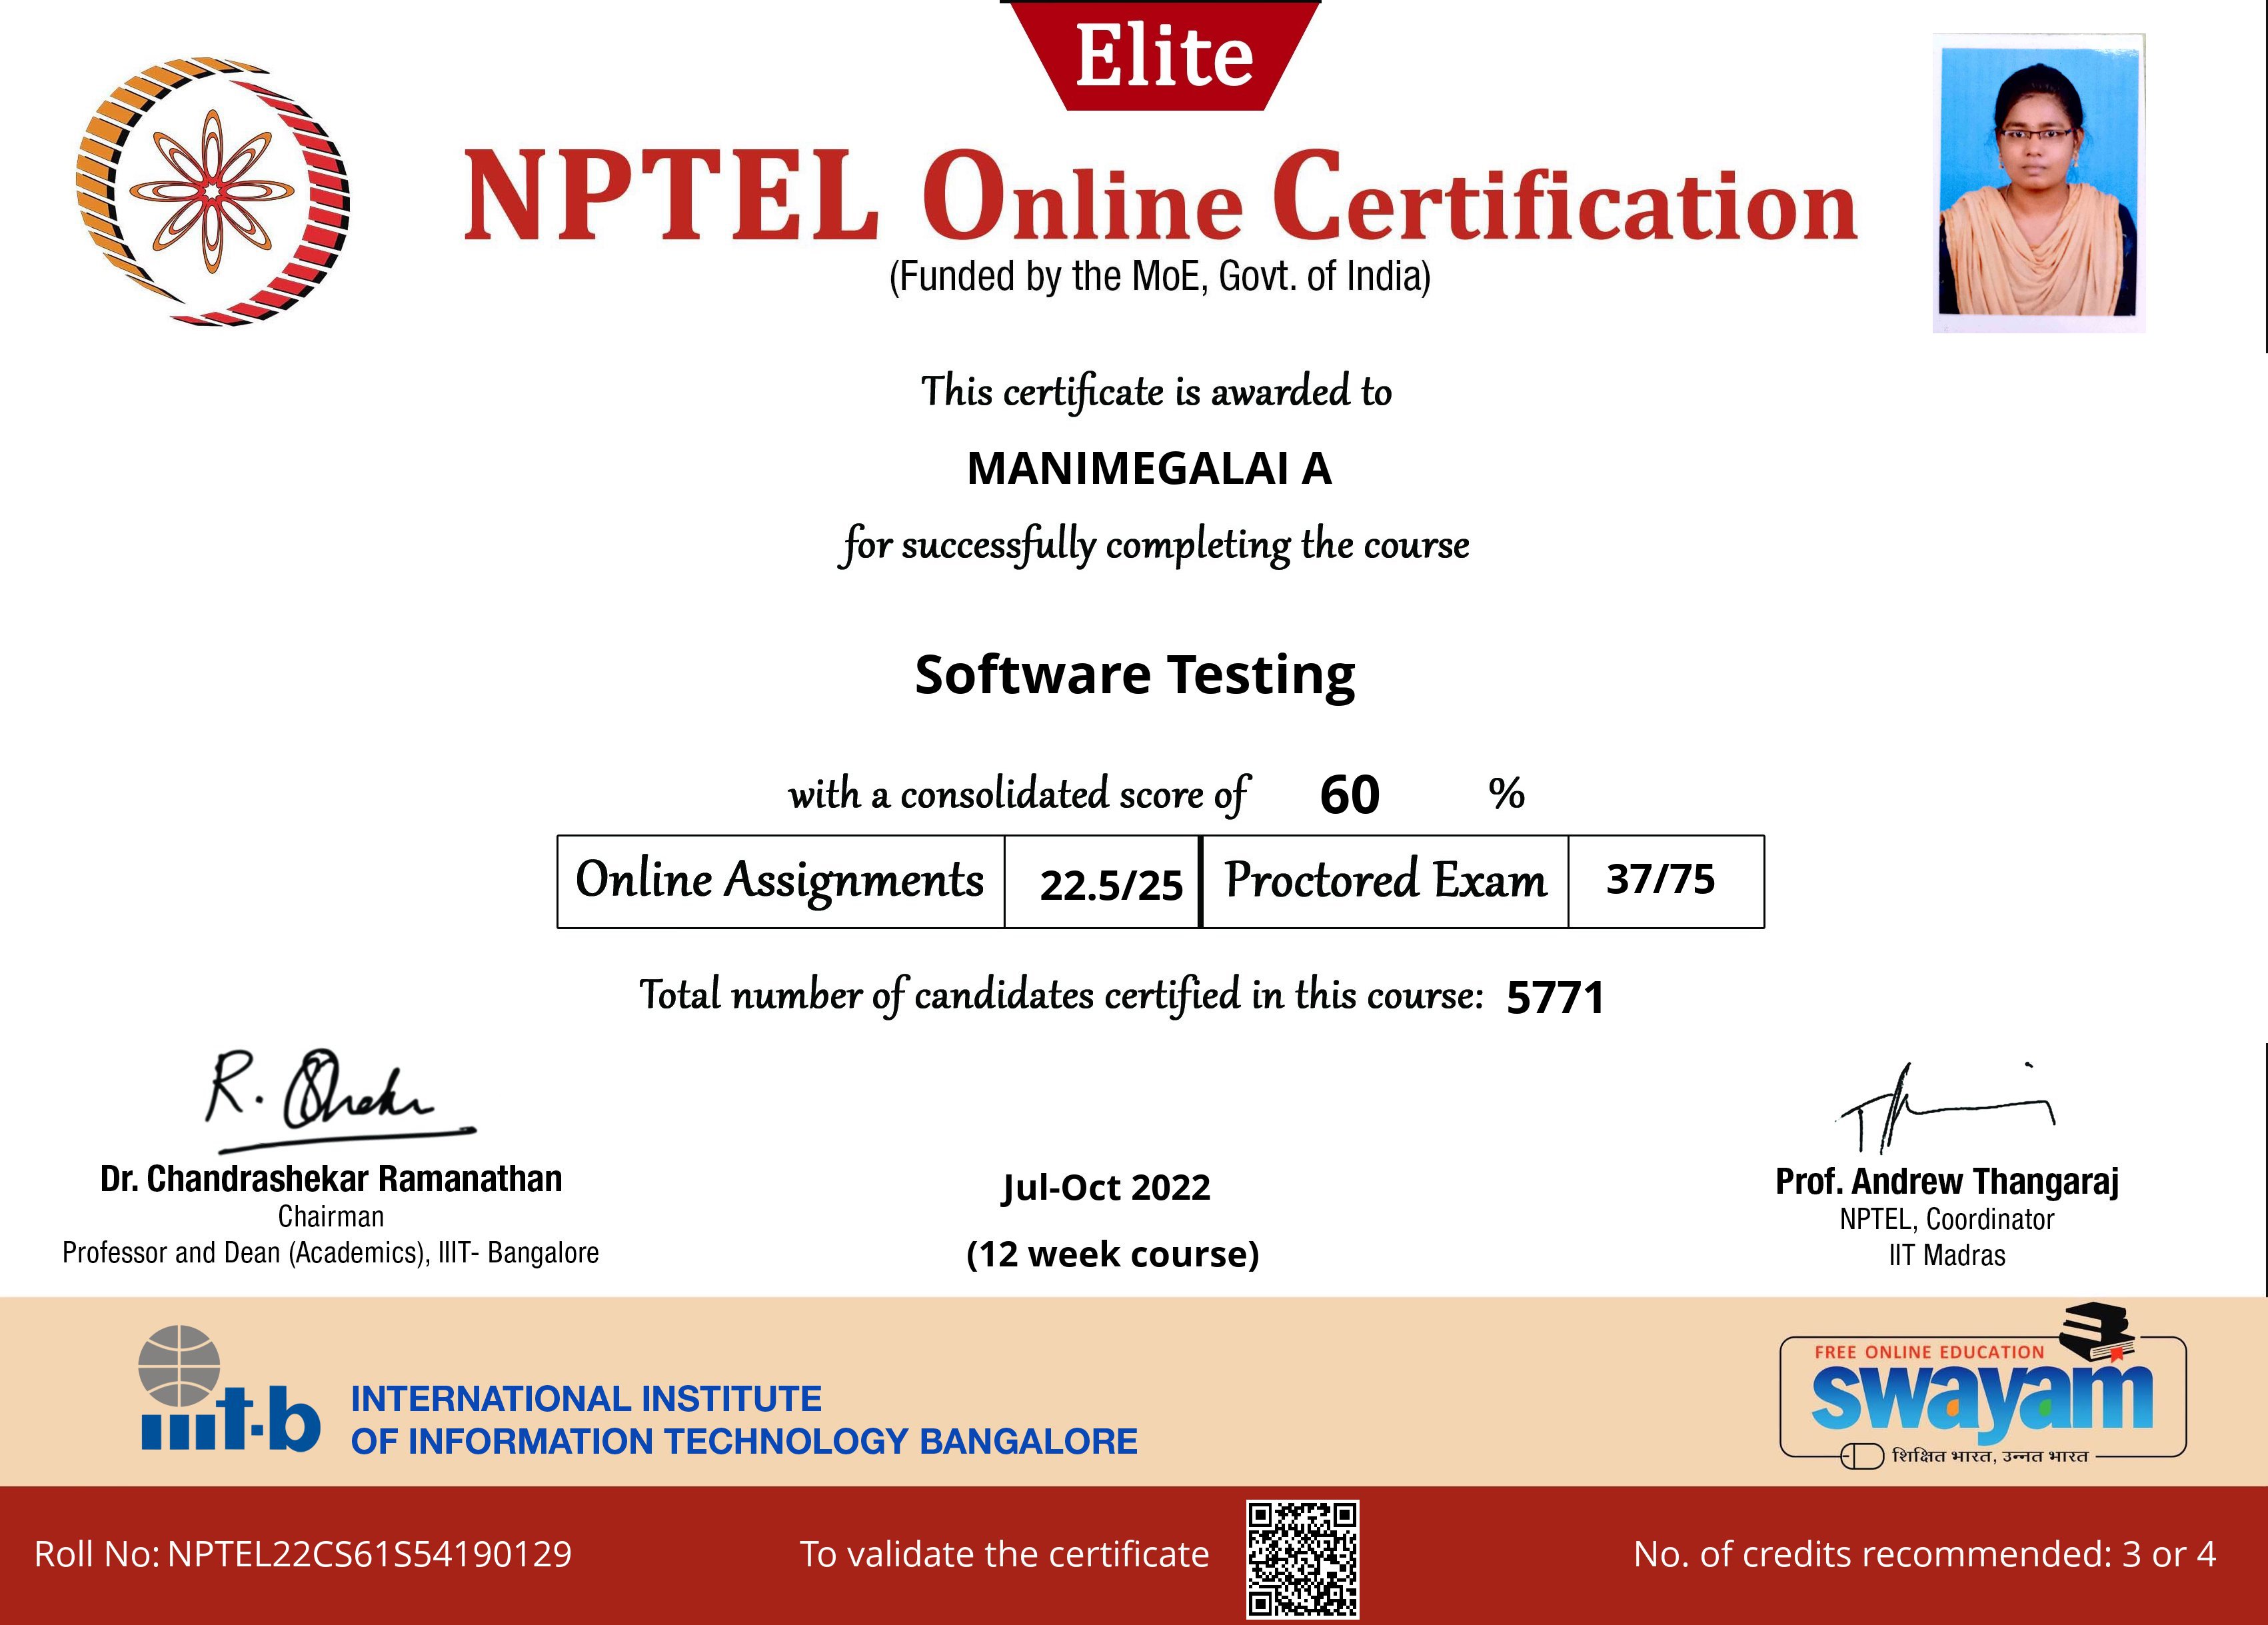 Elite
NPTEL Online Certification
(Funded by the MoE, Govt. of India)
This certificate is awarded to
MANIMEGALAI A
for successfully completing the course
Software Testing
with a consolidated score of 60 %
Online Assignments 22.5/25 Proctored Exam 37/75
Total number of candidates certified in this course: 5771
Dr. Chandrashekar Ramanathan
Chairman
Professor and Dean (Academics), IIIT- Bangalore
Jul-Oct 2022
(12 week course)
Prof. Andrew Thangaraj
NPTEL, Coordinator
IIT Madras
iiit-b
INTERNATIONAL INSTITUTE
OF INFORMATION TECHNOLOGY BANGALORE
FREE ONLINE EDUCATION
swayam
शिक्षित भारत, उन्नत भारत
Roll No: NPTEL22CS61S54190129
To validate the certificate
No. of credits recommended: 3 or 4